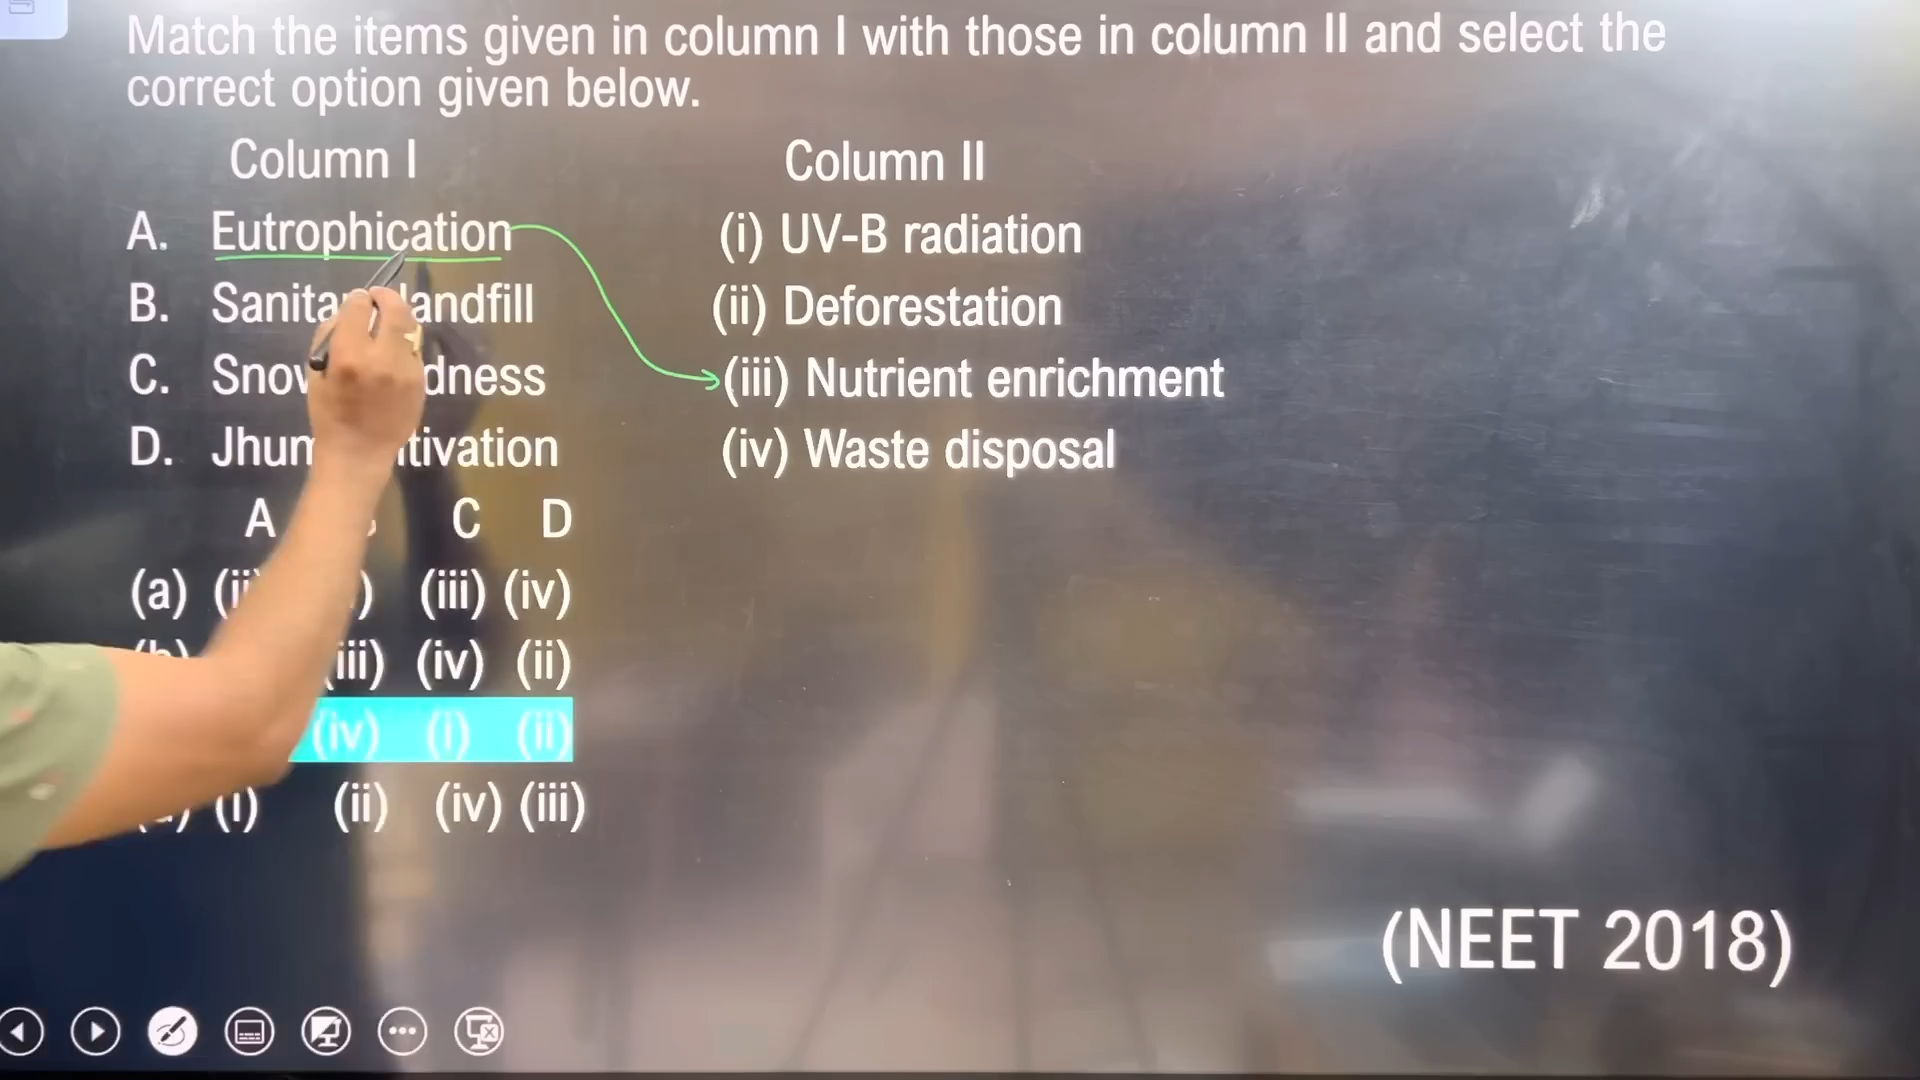 Match the items given in column I with those in column II and select the
correct option given below.
Column I Column II
A. Eutrophication (i) UV-B radiation
B. landfill (ii) Deforestation
C. (iii) Nutrient enrichment
D. (iv) Waste disposal
A C D
(a) (iii) (iv)
(iii) (iv) (ii)
(iv) (i) (ii)
(i) (ii) (iv) (iii)
(NEET 2018)